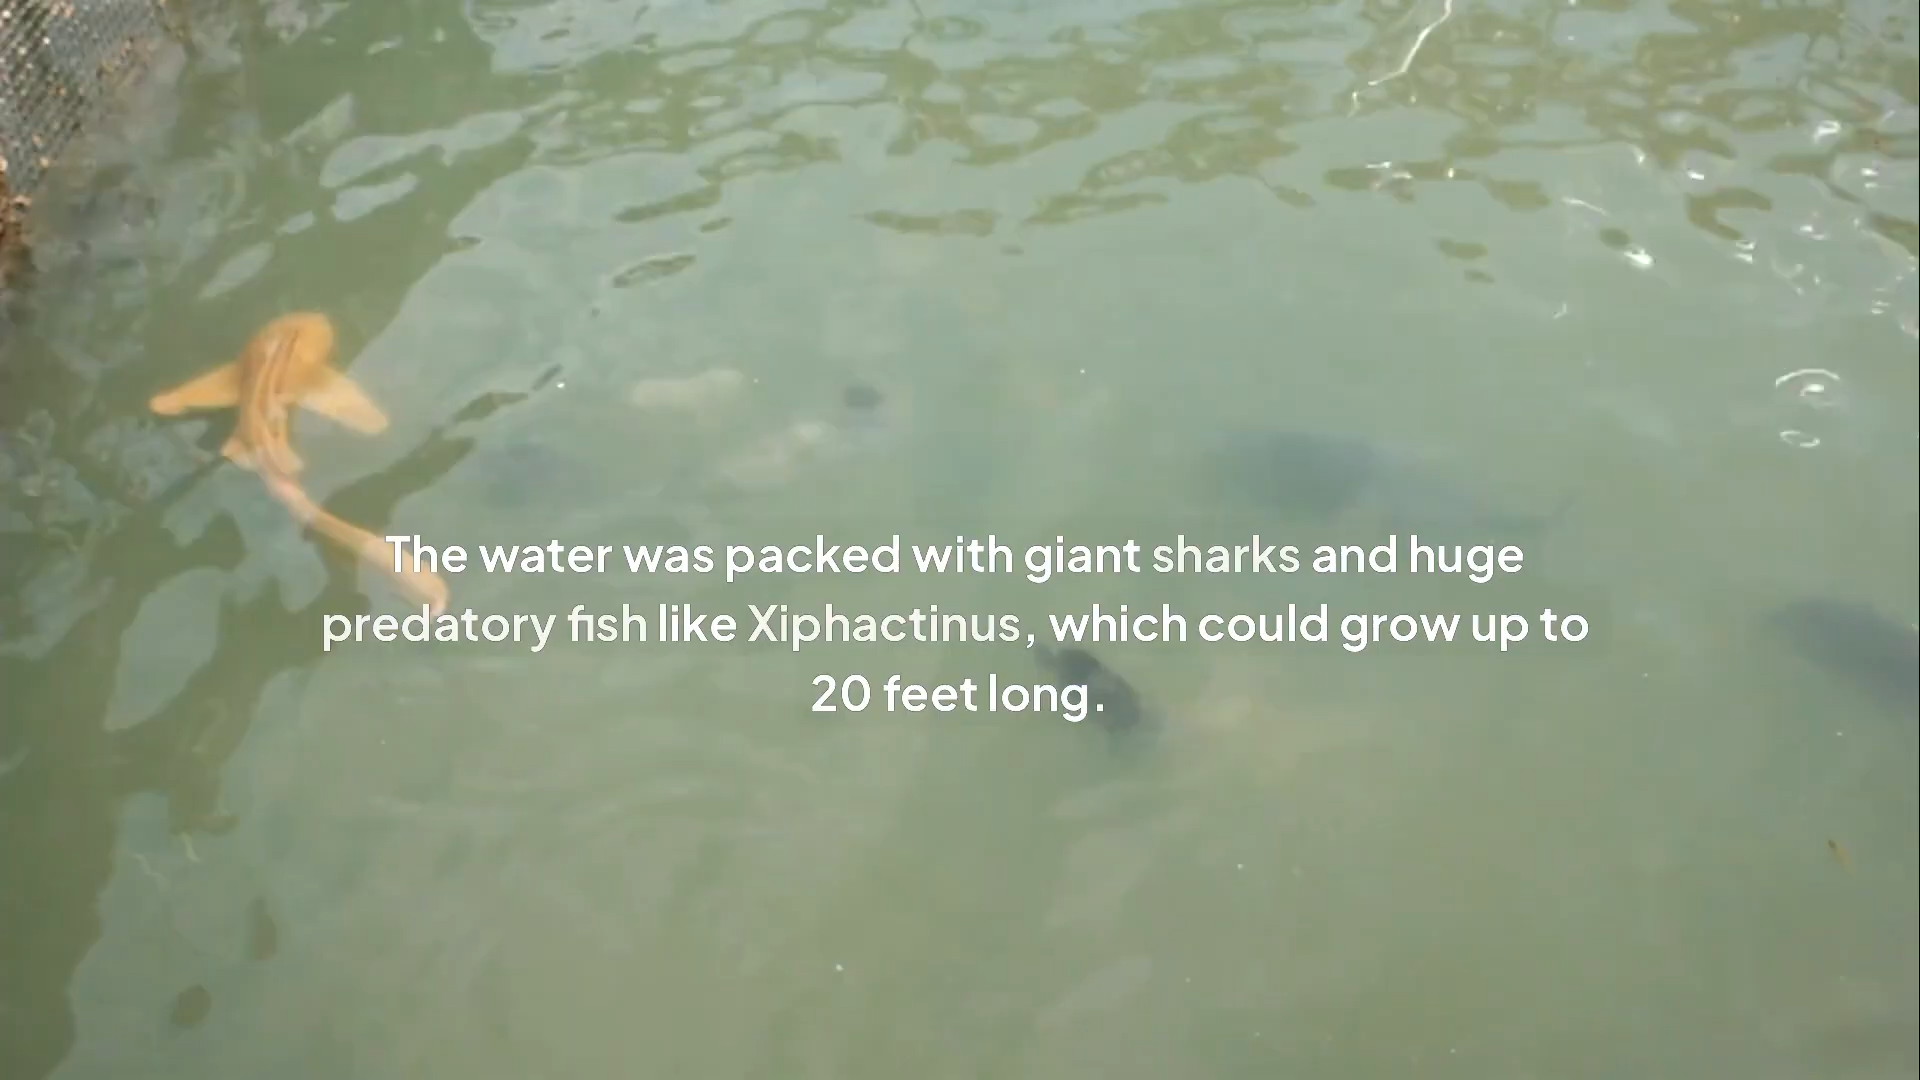 The water was packed with giant sharks and huge
predatory fish like Xiphactinus, which could grow up to
20 feet long.